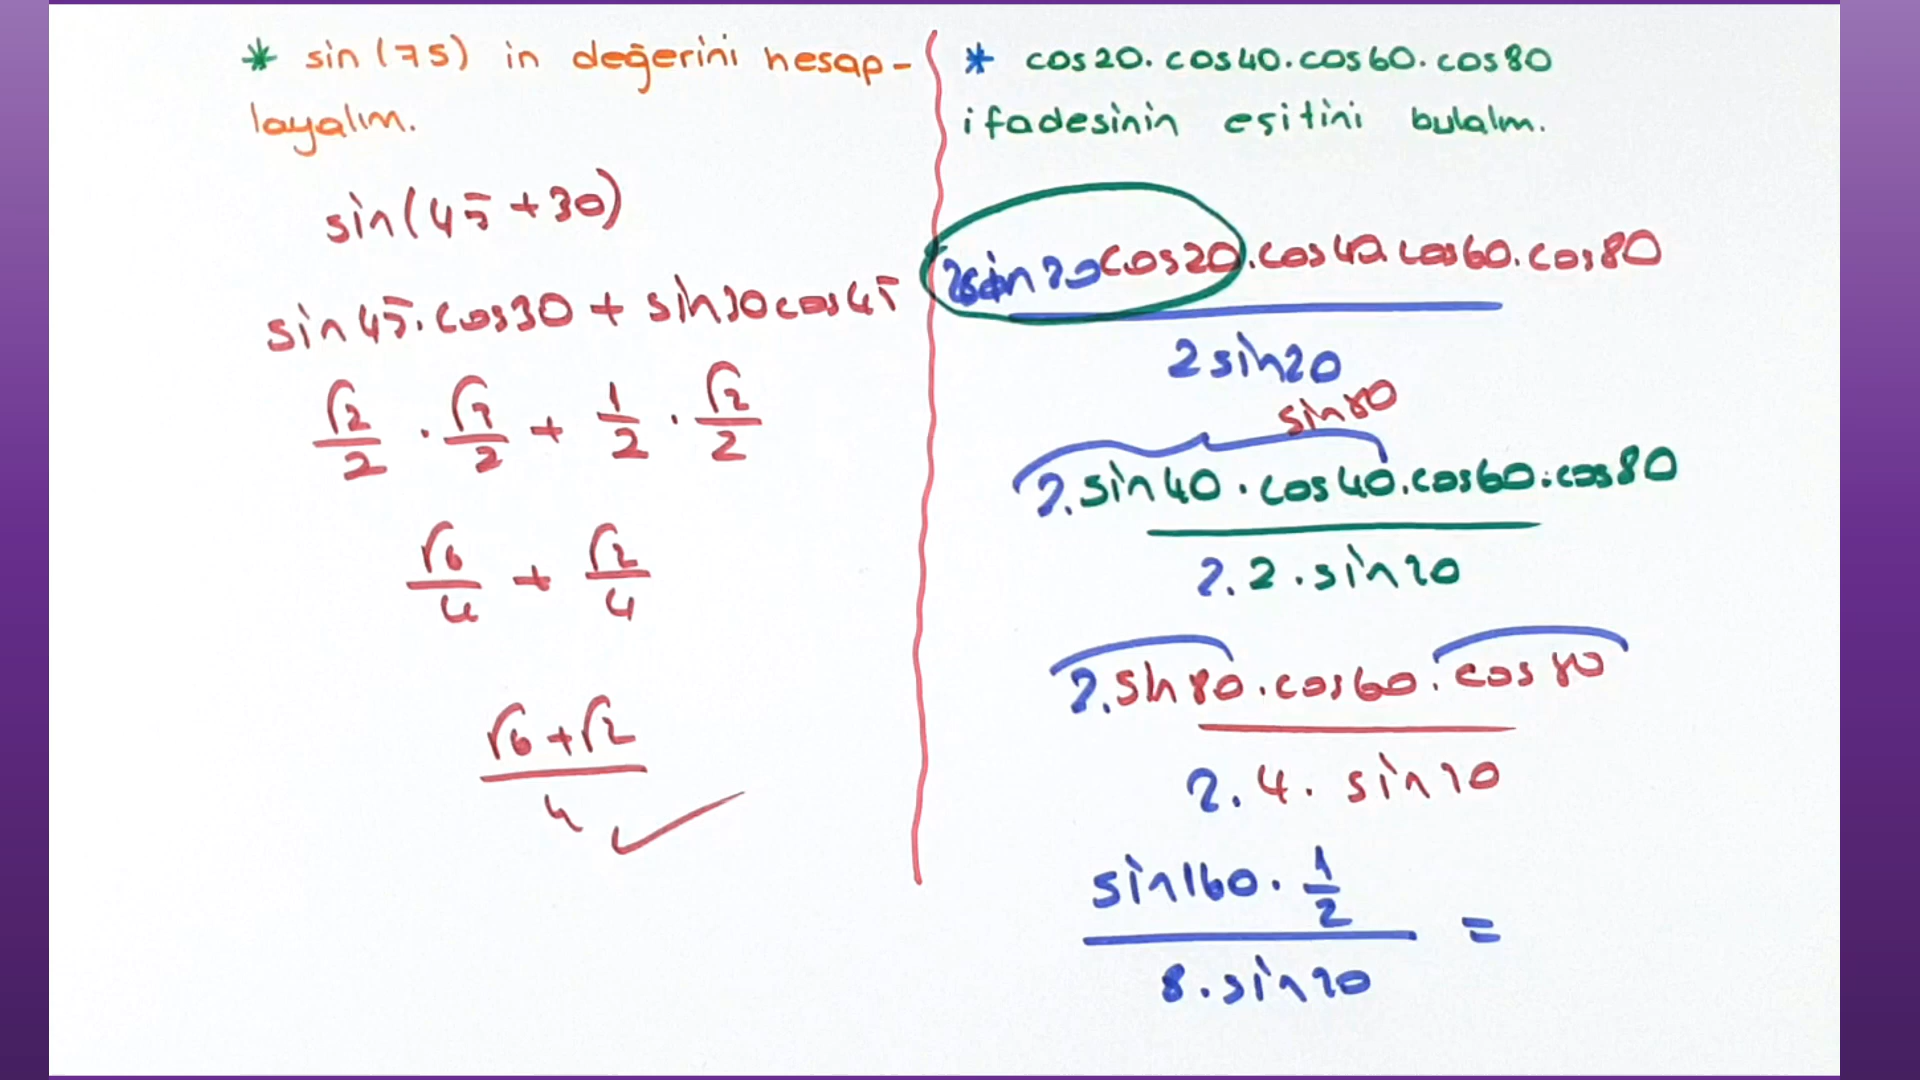 * sin(75) in değerini hesap-
layalım.
sin(45+30)
sin45.cos30 + sin30cos45
√2/2 . √3/2 + 1/2 . √2/2
√6/4 + √2/4
√6+√2/4 ✓
* cos20.cos40.cos60.cos80
ifadesinin eşitini bulalm.
2sin20cos20.cos40.cos60.cos80
2sin20
sin80
2.sin40.cos40.cos60.cos80
2.2.sin20
2.sin80.cos60.cos80
2.4.sin20
sin160.1/2 =
8.sin20